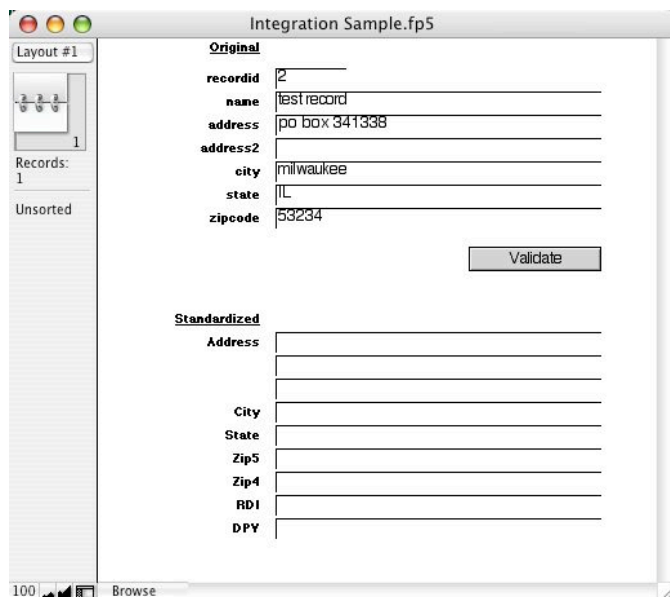 Integration Sample.fp5
Layout #1
1
Records:
1
Unsorted
Original
recordid 2
name test record
address po box 341338
address2
city milwaukee
state IL
zipcode 53234
Validate
Standardized
Address
City
State
Zip5
Zip4
RDI
DPY
100 Browse